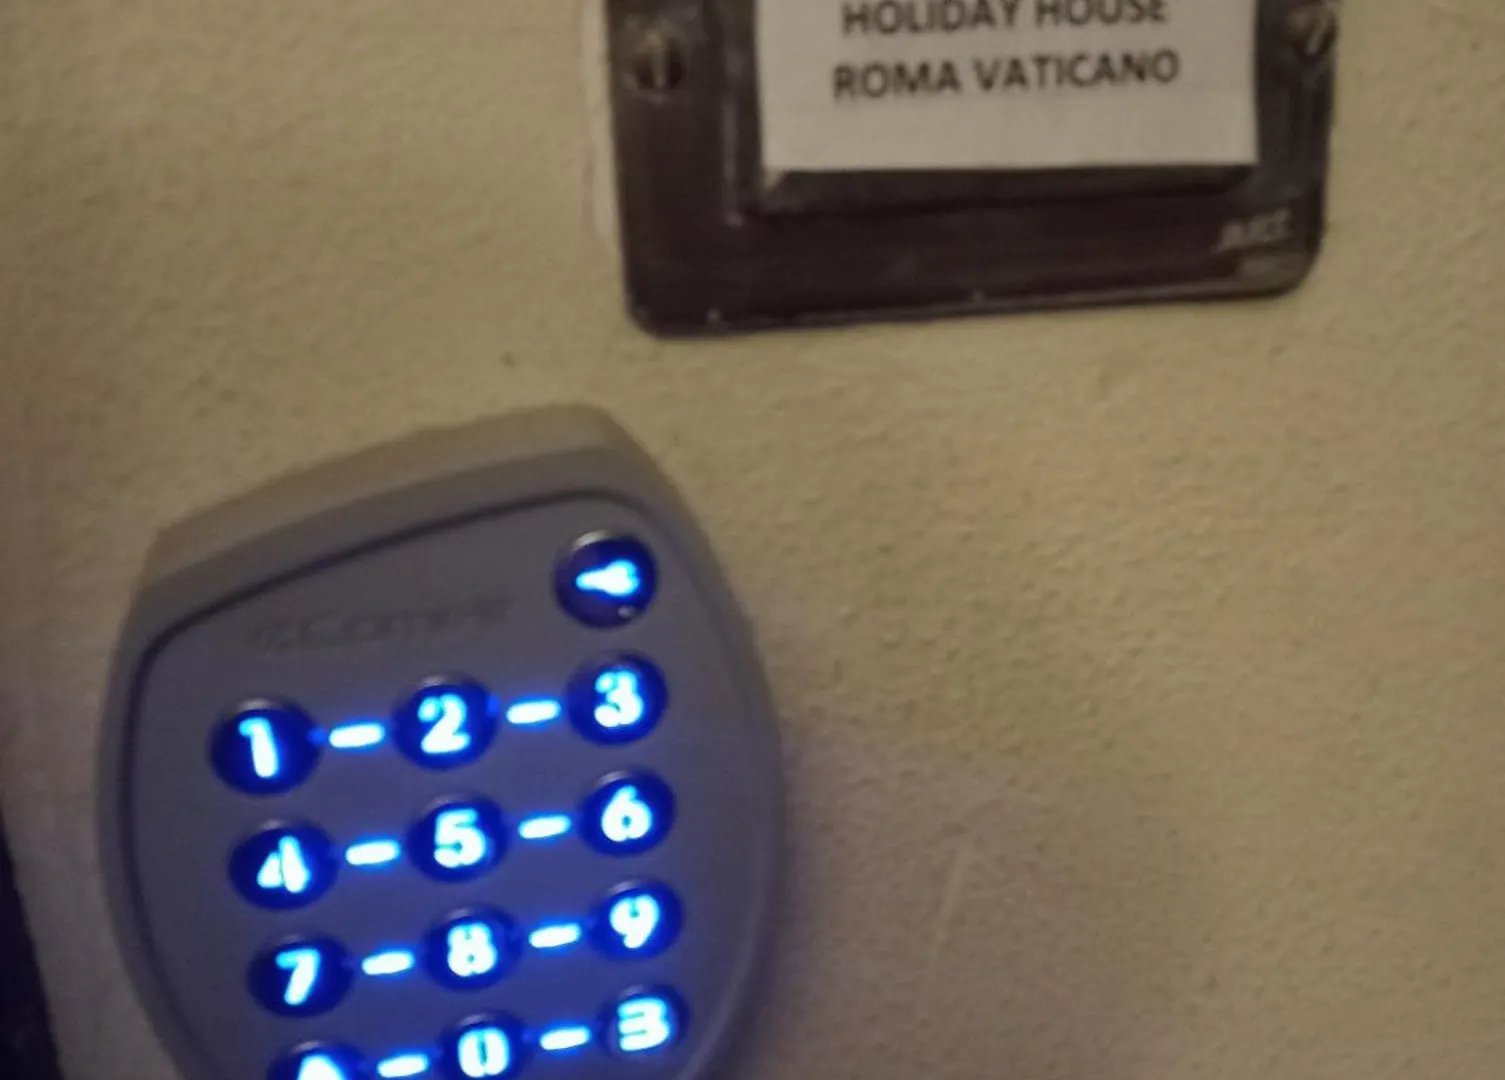 HOLIDAY HOUSE
ROMA VATICANO
1 - 2 - 3
4 - 5 - 6
7 - 8 - 9
A - 0 - B